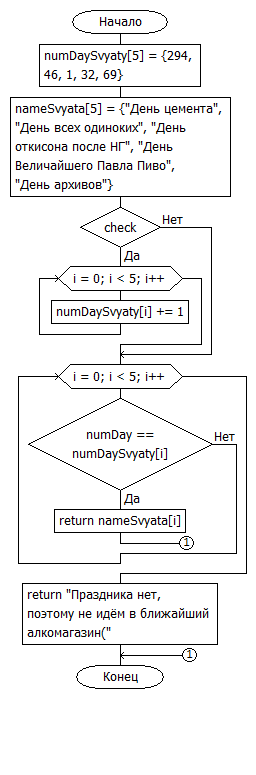 Начало
numDaySvyaty[5] = {294,
46, 1, 32, 69}
nameSvyata[5] = {"День цемента",
"День всех одиноких", "День
откисона после НГ", "День
Величайшего Павла Пиво",
"День архивов"}
check
Нет
Да
i = 0; i < 5; i++
numDaySvyaty[i] += 1
i = 0; i < 5; i++
numDay ==
numDaySvyaty[i]
Нет
Да
return nameSvyata[i]
1
return "Праздника нет,
поэтому не идём в ближайший
алкомагазин("
1
Конец